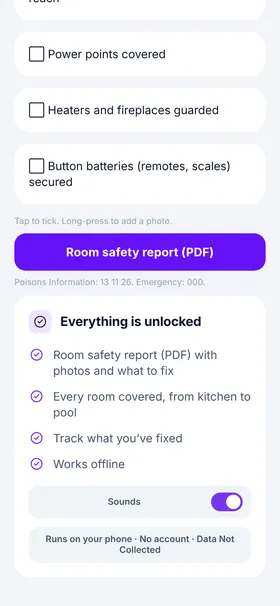 reach
Power points covered
Heaters and fireplaces guarded
Button batteries (remotes, scales)
secured
Tap to tick. Long-press to add a photo.
Room safety report (PDF)
Poisons Information: 13 11 26. Emergency: 000.
Everything is unlocked
Room safety report (PDF) with
photos and what to fix
Every room covered, from kitchen to
pool
Track what you’ve fixed
Works offline
Sounds
Runs on your phone · No account · Data Not
Collected